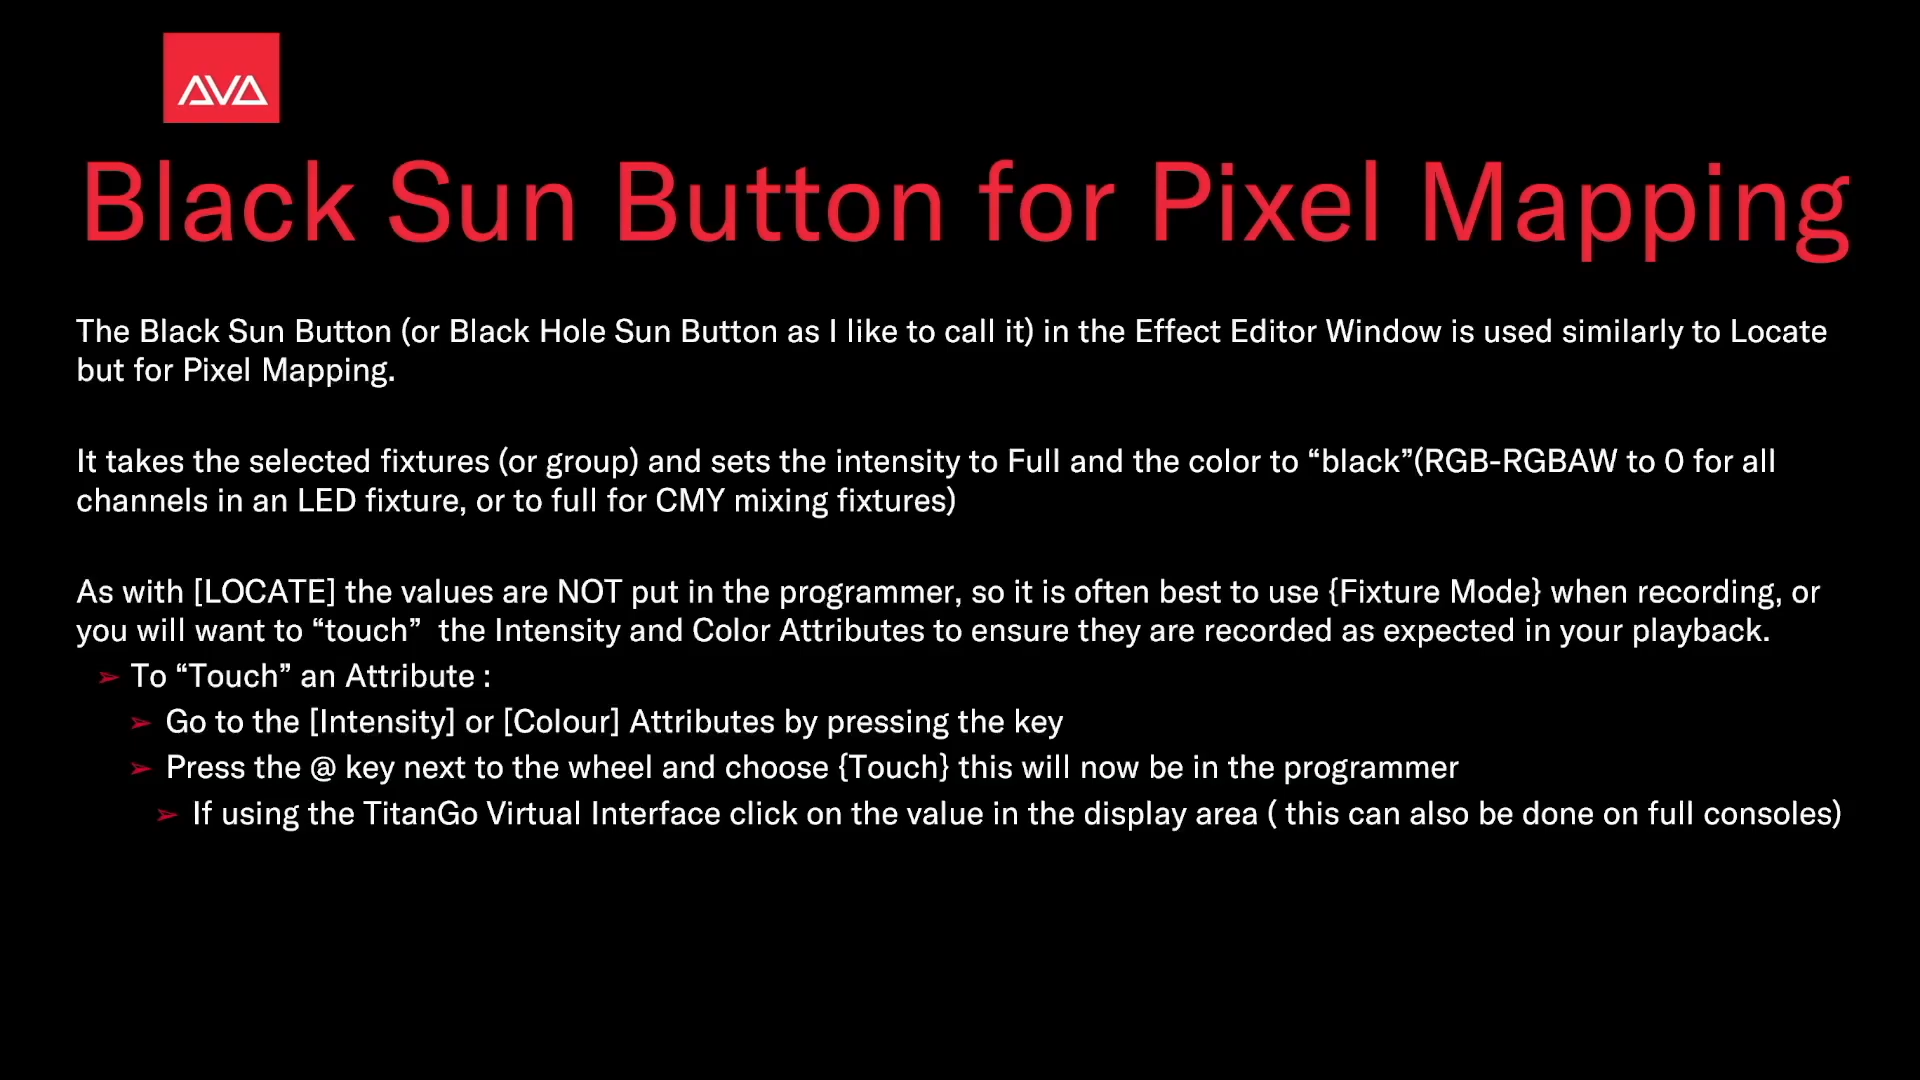 AVA
Black Sun Button for Pixel Mapping
The Black Sun Button (or Black Hole Sun Button as I like to call it) in the Effect Editor Window is used similarly to Locate
but for Pixel Mapping.
It takes the selected fixtures (or group) and sets the intensity to Full and the color to “black”(RGB-RGBAW to 0 for all
channels in an LED fixture, or to full for CMY mixing fixtures)
As with [LOCATE] the values are NOT put in the programmer, so it is often best to use {Fixture Mode} when recording, or
you will want to “touch”  the Intensity and Color Attributes to ensure they are recorded as expected in your playback.
➢ To “Touch” an Attribute :
➢ Go to the [Intensity] or [Colour] Attributes by pressing the key
➢ Press the @ key next to the wheel and choose {Touch} this will now be in the programmer
➢ If using the TitanGo Virtual Interface click on the value in the display area ( this can also be done on full consoles)